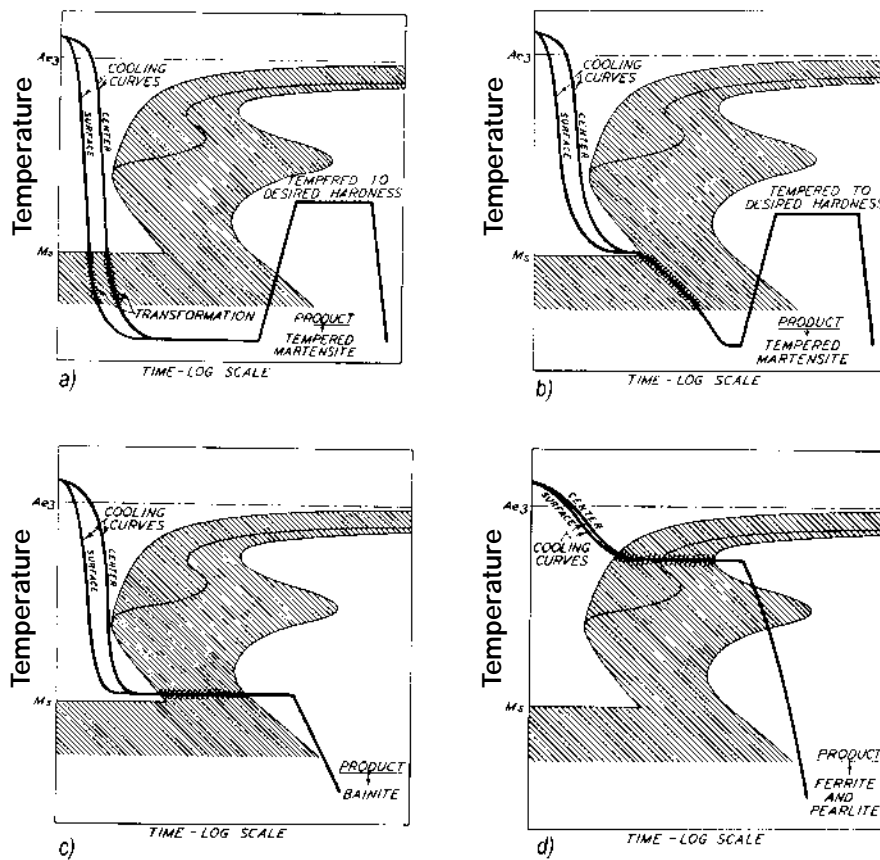 Temperature
Ae3
COOLING
CURVES
SURFACE
CENTER
TEMPERED TO
DESIRED HARDNESS
Ms
TRANSFORMATION
PRODUCT
TEMPERED
MARTENSITE
a)
TIME-LOG SCALE
Temperature
Ae3
COOLING
CURVES
SURFACE
CENTER
TEMPERED TO
DESIRED HARDNESS
Ms
PRODUCT
TEMPERED
MARTENSITE
b)
TIME-LOG SCALE
Temperature
Ae3
COOLING
CURVES
SURFACE
CENTER
Ms
PRODUCT
BAINITE
c)
TIME-LOG SCALE
Temperature
Ae3
CENTER
SURFACE
COOLING
CURVES
Ms
PRODUCT
FERRITE
AND
PEARLITE
d)
TIME-LOG SCALE